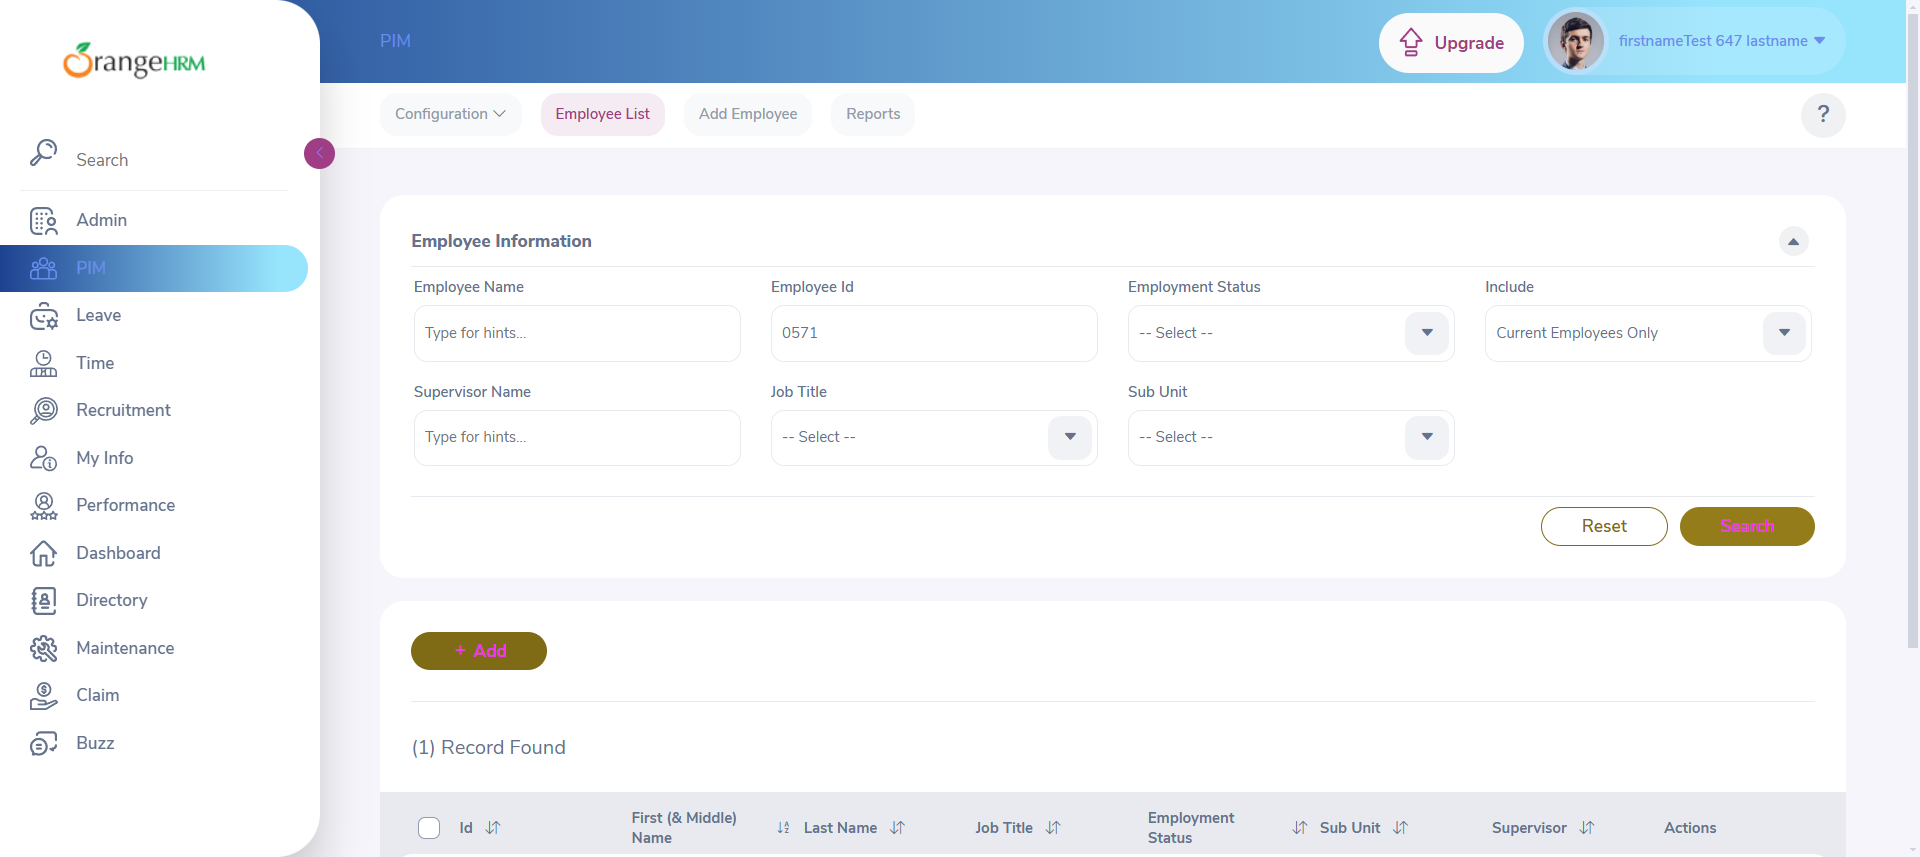 OrangeHRM
Search
Admin
PIM
Leave
Time
Recruitment
My Info
Performance
Dashboard
Directory
Maintenance
Claim
Buzz
PIM
Upgrade
firstnameTest 647 lastname
Configuration
Employee List
Add Employee
Reports
?
Employee Information
Employee Name
Employee Id
Employment Status
Include
Type for hints...
0571
-- Select --
Current Employees Only
Supervisor Name
Job Title
Sub Unit
Type for hints...
-- Select --
-- Select --
Reset
Search
+ Add
(1) Record Found
Id
First (& Middle)
Name
Last Name
Job Title
Employment
Status
Sub Unit
Supervisor
Actions